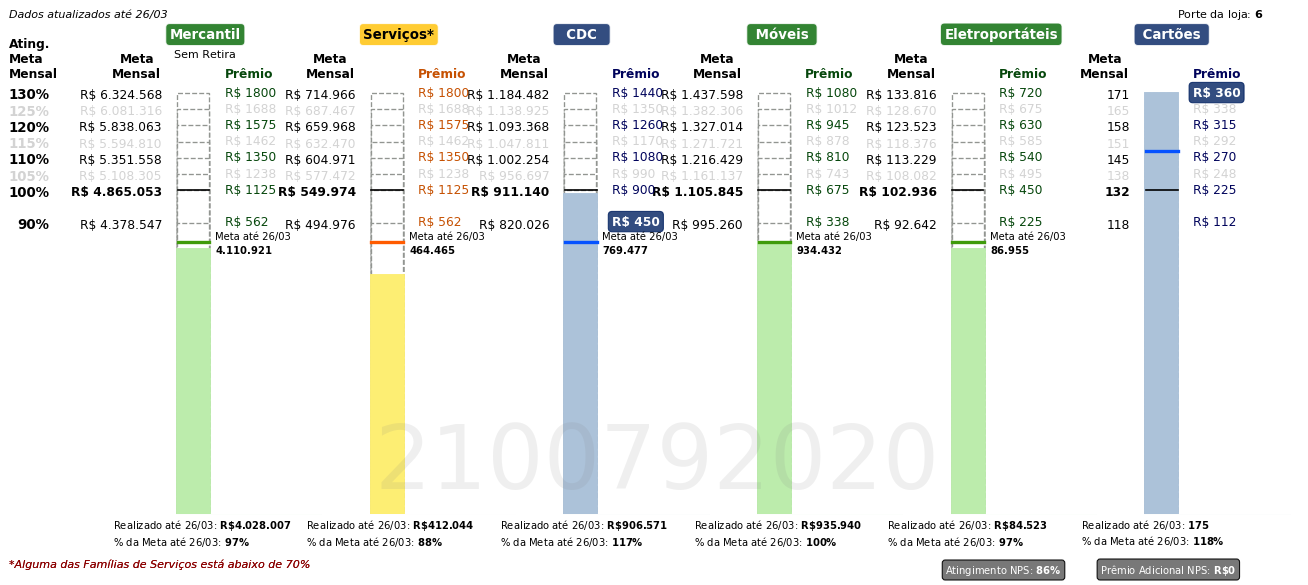 Dados atualizados até 26/03 Porte da loja: 6
Mercantil Serviços* CDC Móveis Eletroportáteis Cartões
Ating. Sem Retira
Meta Meta Meta Meta Meta Meta Meta
Mensal Mensal Prêmio Mensal Prêmio Mensal Prêmio Mensal Prêmio Mensal Prêmio Mensal Prêmio
130% R$ 6.324.568 R$ 1800 R$ 714.966 R$ 1800 R$ 1.184.482 R$ 1440 R$ 1.437.598 R$ 1080 R$ 133.816 R$ 720 171 R$ 360
125% R$ 6.081.316 R$ 1688 R$ 687.467 R$ 1688 R$ 1.138.925 R$ 1350 R$ 1.382.306 R$ 1012 R$ 128.670 R$ 675 165 R$ 338
120% R$ 5.838.063 R$ 1575 R$ 659.968 R$ 1575 R$ 1.093.368 R$ 1260 R$ 1.327.014 R$ 945 R$ 123.523 R$ 630 158 R$ 315
115% R$ 5.594.810 R$ 1462 R$ 632.470 R$ 1462 R$ 1.047.811 R$ 1170 R$ 1.271.721 R$ 878 R$ 118.376 R$ 585 151 R$ 292
110% R$ 5.351.558 R$ 1350 R$ 604.971 R$ 1350 R$ 1.002.254 R$ 1080 R$ 1.216.429 R$ 810 R$ 113.229 R$ 540 145 R$ 270
105% R$ 5.108.305 R$ 1238 R$ 577.472 R$ 1238 R$ 956.697 R$ 990 R$ 1.161.137 R$ 743 R$ 108.082 R$ 495 138 R$ 248
100% R$ 4.865.053 R$ 1125 R$ 549.974 R$ 1125 R$ 911.140 R$ 900 R$ 1.105.845 R$ 675 R$ 102.936 R$ 450 132 R$ 225
90% R$ 4.378.547 R$ 562 R$ 494.976 R$ 562 R$ 820.026 R$ 450 R$ 995.260 R$ 338 R$ 92.642 R$ 225 118 R$ 112
Meta até 26/03 Meta até 26/03 Meta até 26/03 Meta até 26/03 Meta até 26/03
4.110.921 464.465 769.477 934.432 86.955
2100792020
Realizado até 26/03: R$4.028.007 Realizado até 26/03: R$412.044 Realizado até 26/03: R$906.571 Realizado até 26/03: R$935.940 Realizado até 26/03: R$84.523 Realizado até 26/03: 175
% da Meta até 26/03: 97% % da Meta até 26/03: 88% % da Meta até 26/03: 117% % da Meta até 26/03: 100% % da Meta até 26/03: 97% % da Meta até 26/03: 118%
*Alguma das Famílias de Serviços está abaixo de 70% Atingimento NPS: 86% Prêmio Adicional NPS: R$0